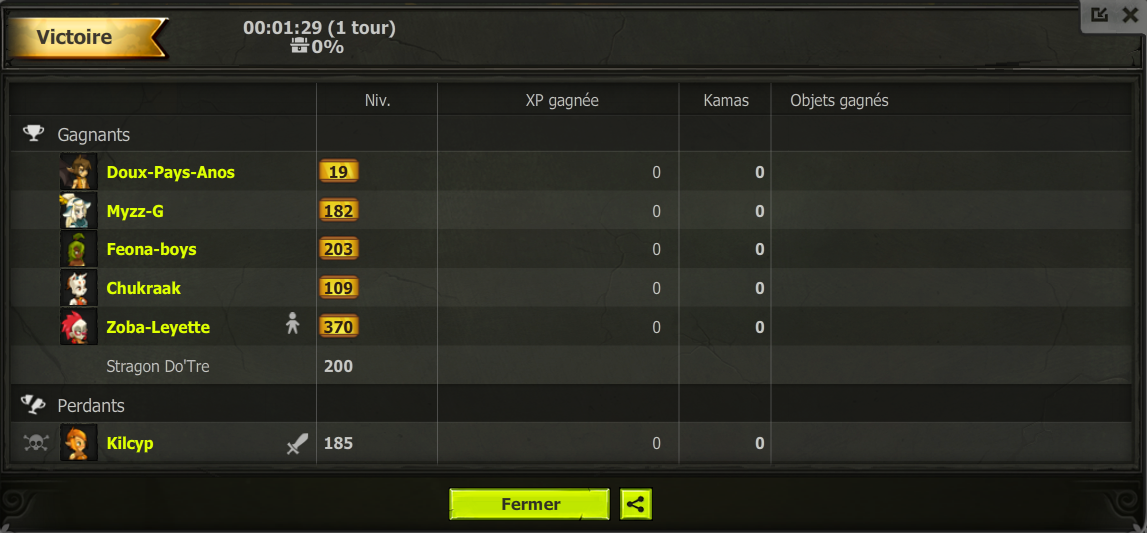 Victoire
00:01:29 (1 tour)
0%
Niv. XP gagnée Kamas Objets gagnés
Gagnants
Doux-Pays-Anos 19 0 0
Myzz-G 182 0 0
Feona-boys 203 0 0
Chukraak 109 0 0
Zoba-Leyette 370 0 0
Stragon Do'Tre 200
Perdants
Kilcyp 185 0 0
Fermer